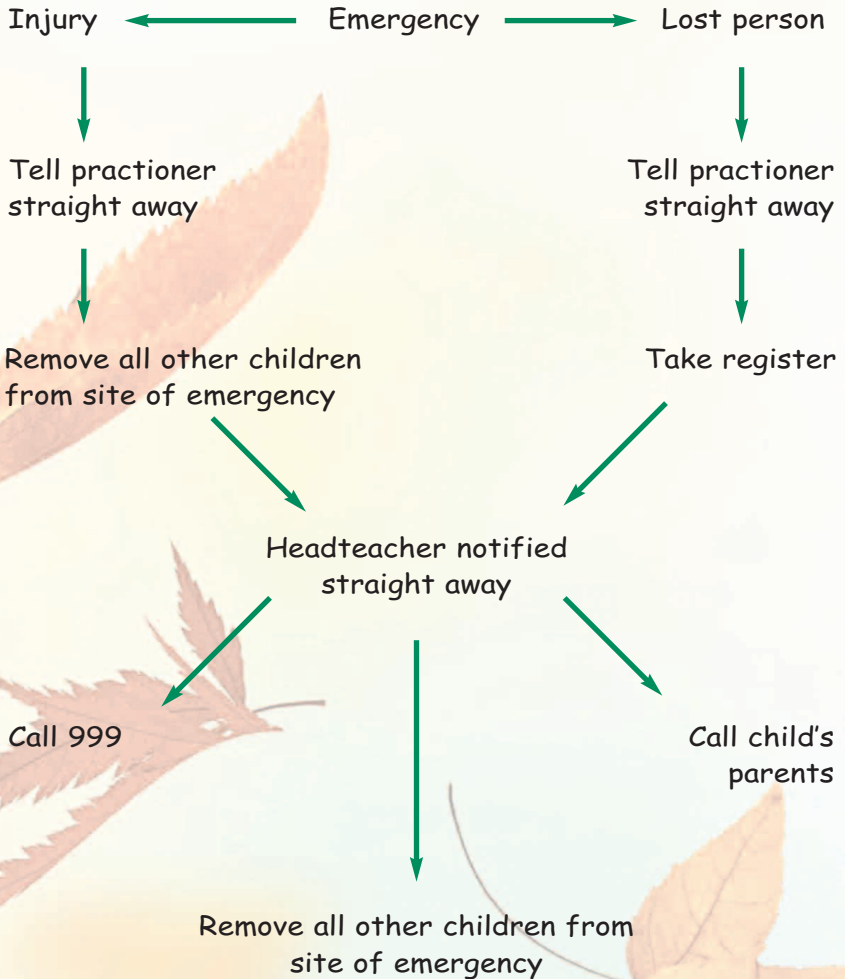 Injury
Emergency
Lost person
Tell practioner
straight away
Tell practioner
straight away
Remove all other children
from site of emergency
Take register
Headteacher notified
straight away
Call 999
Call child's
parents
Remove all other children from
site of emergency